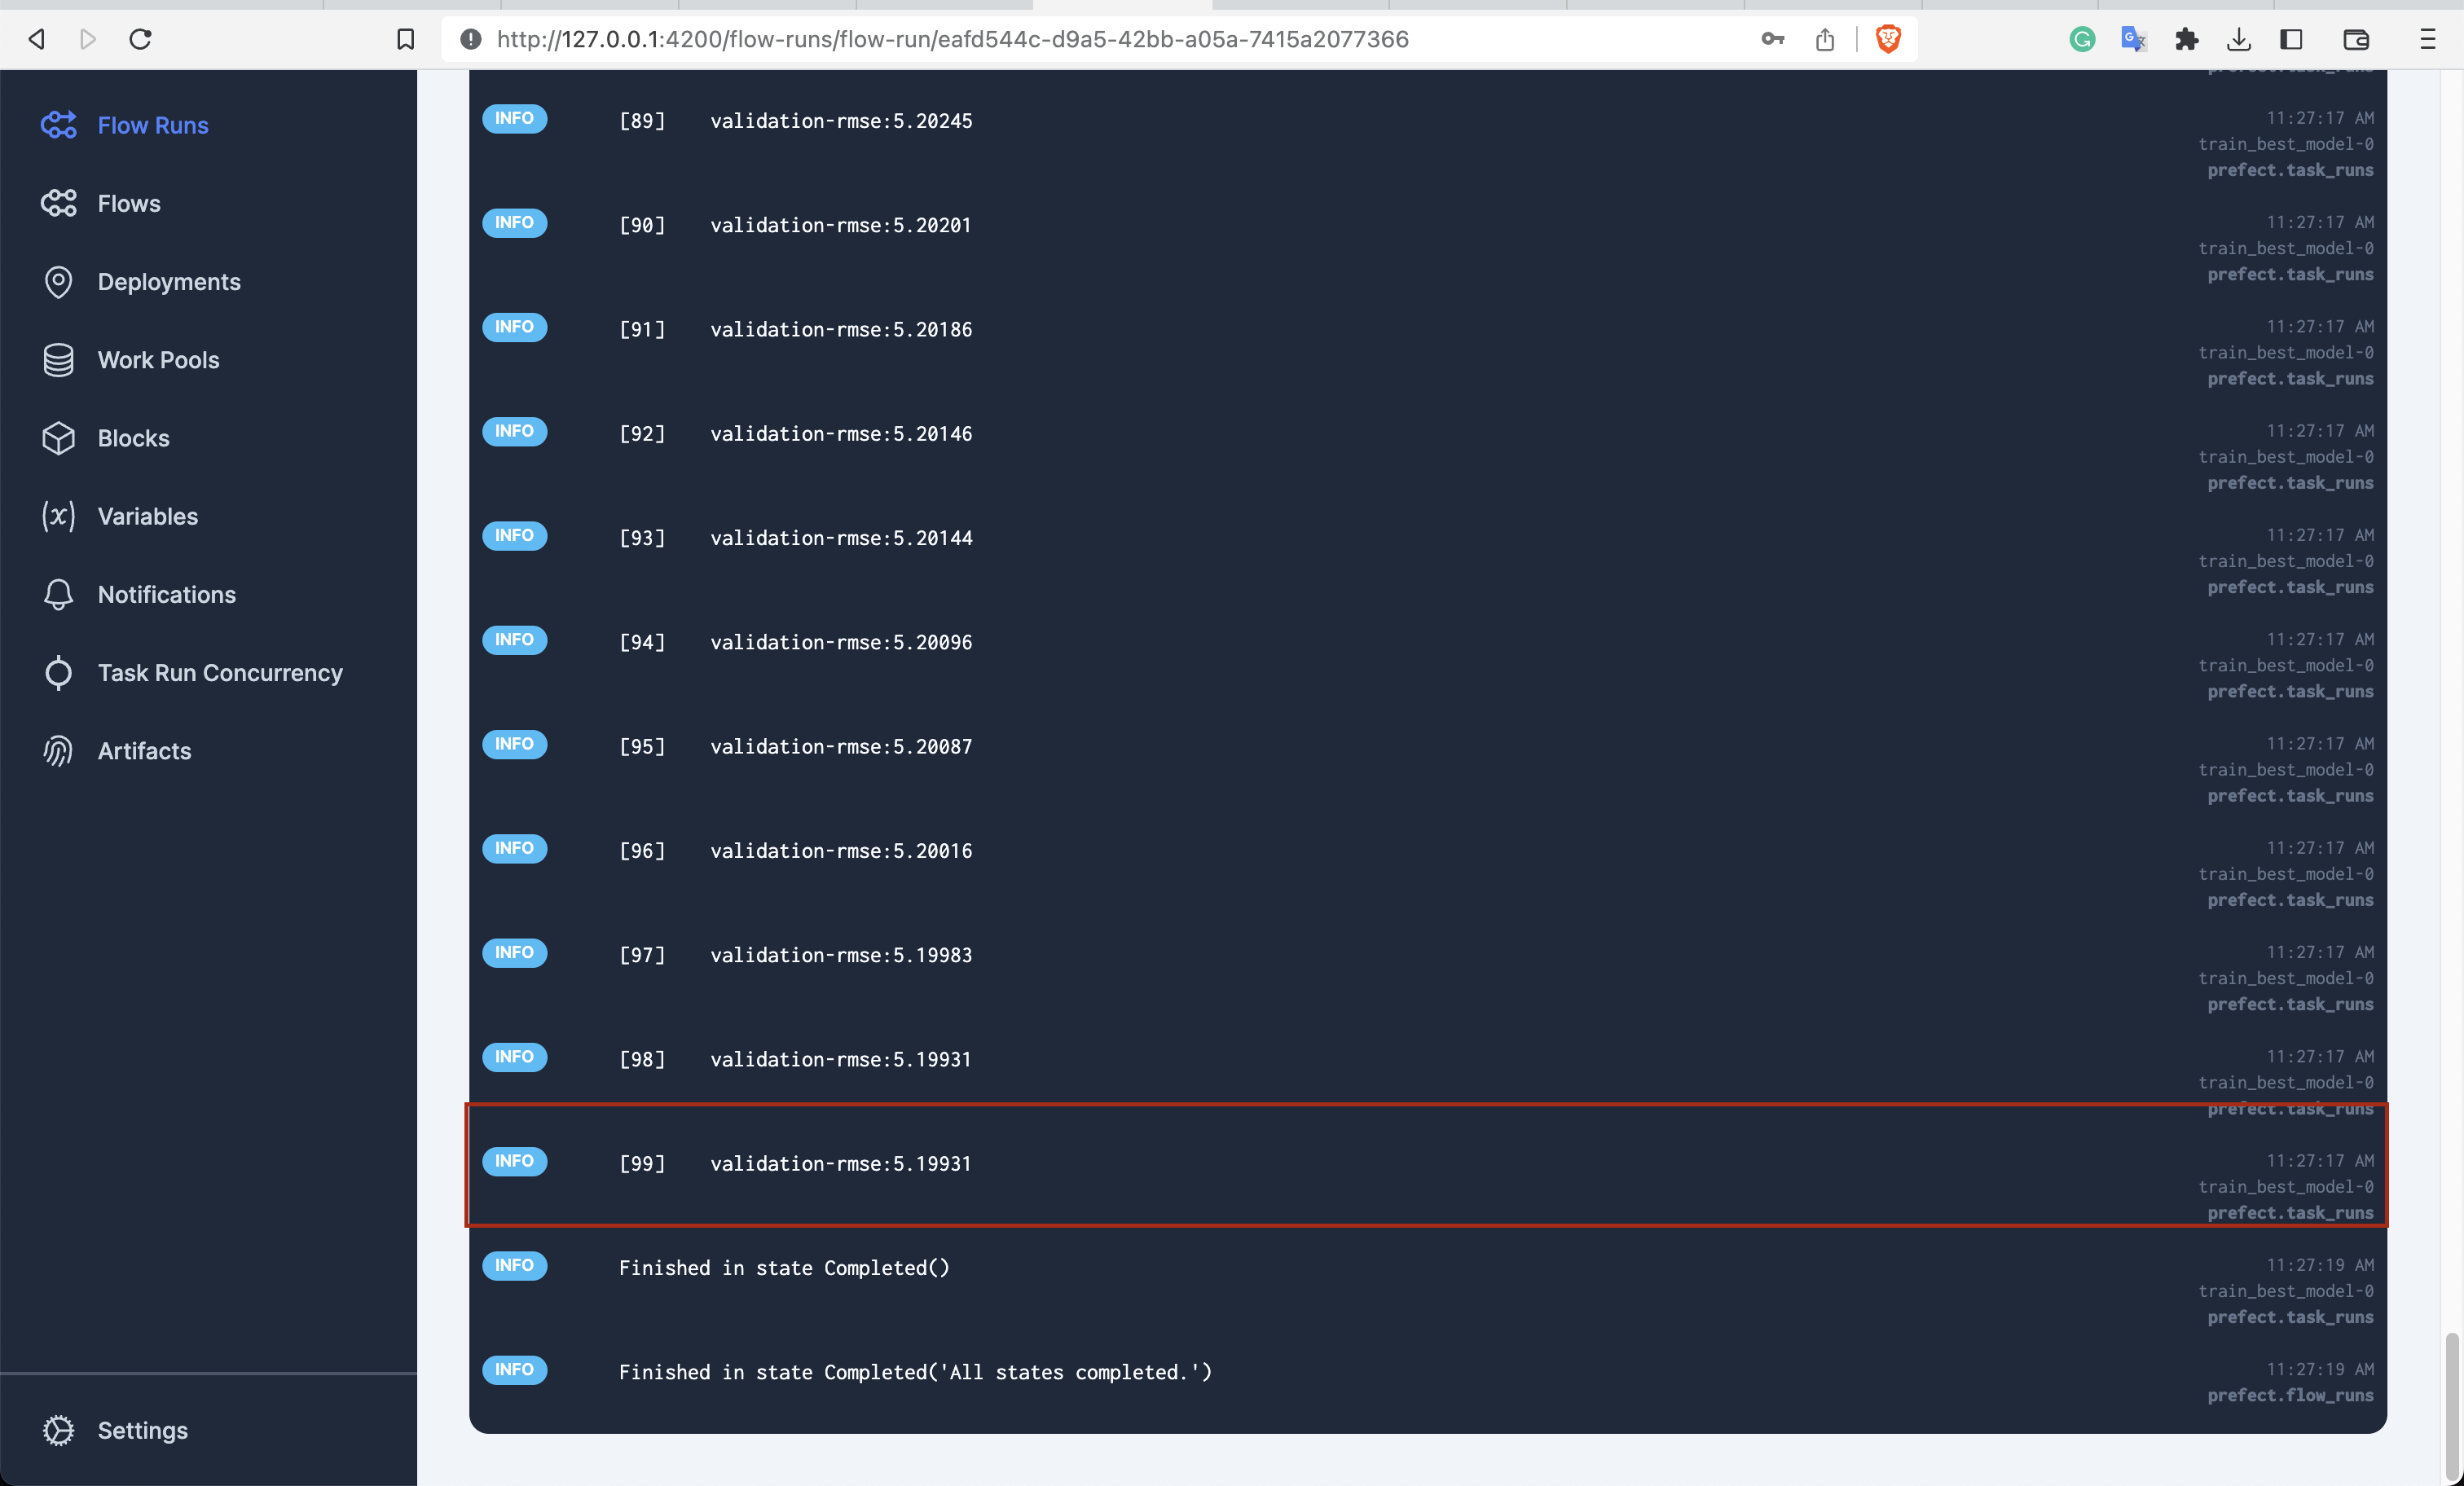 http://127.0.0.1:4200/flow-runs/flow-run/eafd544c-d9a5-42bb-a05a-7415a2077366
Flow Runs
Flows
Deployments
Work Pools
Blocks
Variables
Notifications
Task Run Concurrency
Artifacts
Settings
prefect.task_runs
INFO [89] validation-rmse:5.20245 11:27:17 AM
train_best_model-0
prefect.task_runs
INFO [90] validation-rmse:5.20201 11:27:17 AM
train_best_model-0
prefect.task_runs
INFO [91] validation-rmse:5.20186 11:27:17 AM
train_best_model-0
prefect.task_runs
INFO [92] validation-rmse:5.20146 11:27:17 AM
train_best_model-0
prefect.task_runs
INFO [93] validation-rmse:5.20144 11:27:17 AM
train_best_model-0
prefect.task_runs
INFO [94] validation-rmse:5.20096 11:27:17 AM
train_best_model-0
prefect.task_runs
INFO [95] validation-rmse:5.20087 11:27:17 AM
train_best_model-0
prefect.task_runs
INFO [96] validation-rmse:5.20016 11:27:17 AM
train_best_model-0
prefect.task_runs
INFO [97] validation-rmse:5.19983 11:27:17 AM
train_best_model-0
prefect.task_runs
INFO [98] validation-rmse:5.19931 11:27:17 AM
train_best_model-0
prefect.task_runs
INFO [99] validation-rmse:5.19931 11:27:17 AM
train_best_model-0
prefect.task_runs
INFO Finished in state Completed() 11:27:19 AM
train_best_model-0
prefect.task_runs
INFO Finished in state Completed('All states completed.') 11:27:19 AM
prefect.flow_runs